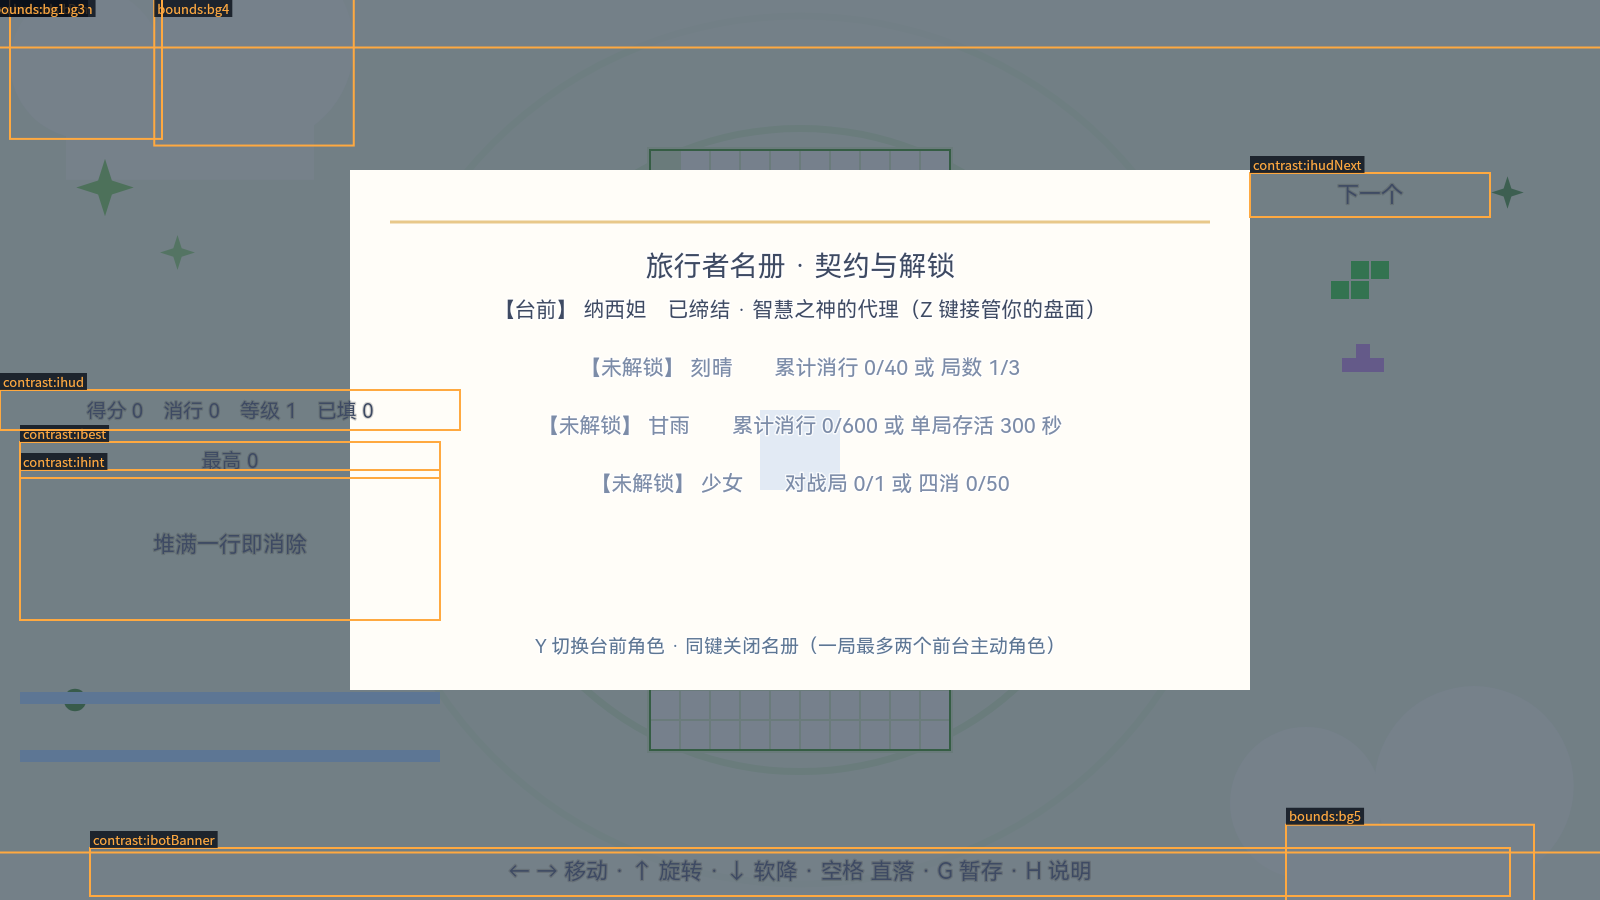 bounds:bg1
bounds:bg4
contrast:ihudNext
下一个
旅行者名册 · 契约与解锁
【台前】 纳西妲　已缔结 · 智慧之神的代理（Z 键接管你的盘面）
【未解锁】 刻晴　　累计消行 0/40 或 局数 1/3
contrast:ihud
得分 0　消行 0　等级 1　已填 0
【未解锁】 甘雨　　累计消行 0/600 或 单局存活 300 秒
contrast:ibest
最高 0
contrast:ihint
【未解锁】 少女　　对战局 0/1 或 四消 0/50
堆满一行即消除
Y 切换台前角色 · 同键关闭名册（一局最多两个前台主动角色）
bounds:bg5
contrast:ibotBanner
←→ 移动 · ↑ 旋转 · ↓ 软降 · 空格 直落 · G 暂存 · H 说明